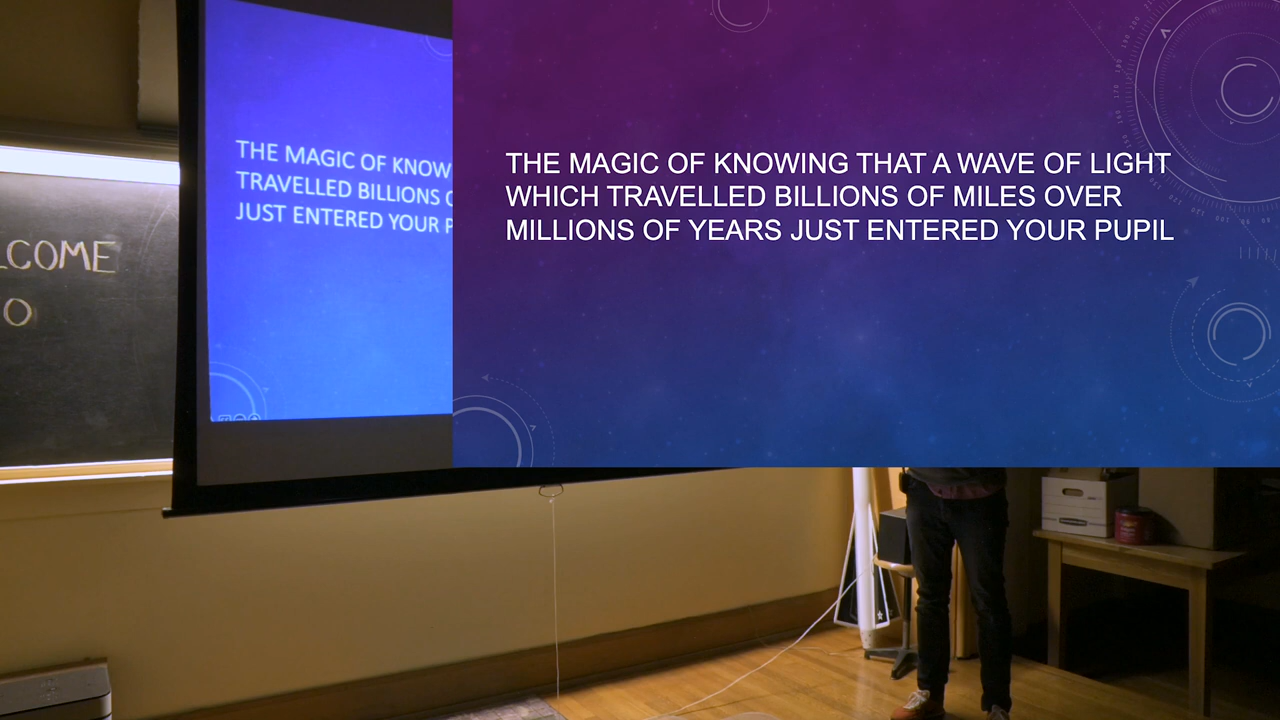 LCOME
O
THE MAGIC OF KNOW
TRAVELLED BILLIONS
JUST ENTERED YOUR P
THE MAGIC OF KNOWING THAT A WAVE OF LIGHT
WHICH TRAVELLED BILLIONS OF MILES OVER
MILLIONS OF YEARS JUST ENTERED YOUR PUPIL